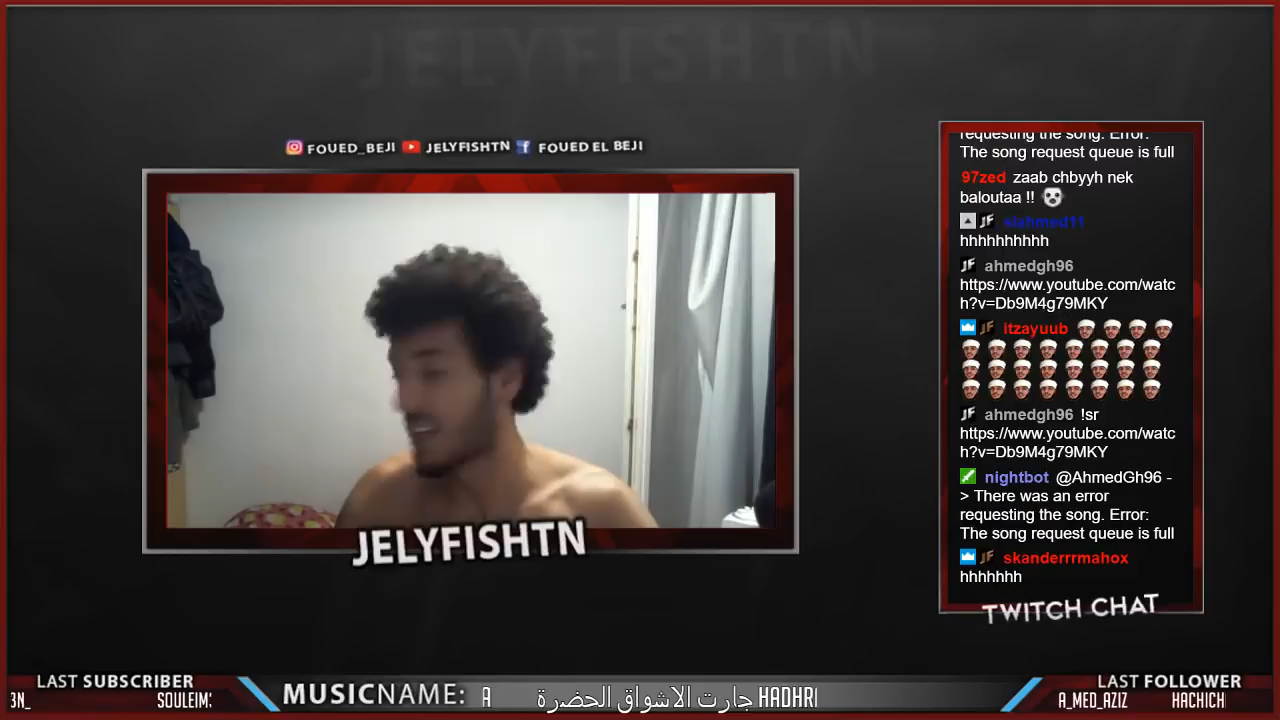 JELYFISHTN
FOUED_BEJI JELYFISHTN FOUED EL BEJI
JELYFISHTN
requesting the song. Error:
The song request queue is full
97zed zaab chbyyh nek
baloutaa !!
slahmed11
hhhhhhhhhh
ahmedgh96
https://www.youtube.com/watc
h?v=Db9M4g79MKY
itzayuub
ahmedgh96 !sr
https://www.youtube.com/watc
h?v=Db9M4g79MKY
nightbot @AhmedGh96 -
> There was an error
requesting the song. Error:
The song request queue is full
skanderrrmahox
hhhhhhh
TWITCH CHAT
LAST SUBSCRIBER
3N_ SOULEIM
MUSICNAME: A جارت الاشواق الحضرة HADHR
LAST FOLLOWER
A_MED_AZIZ HACHICH